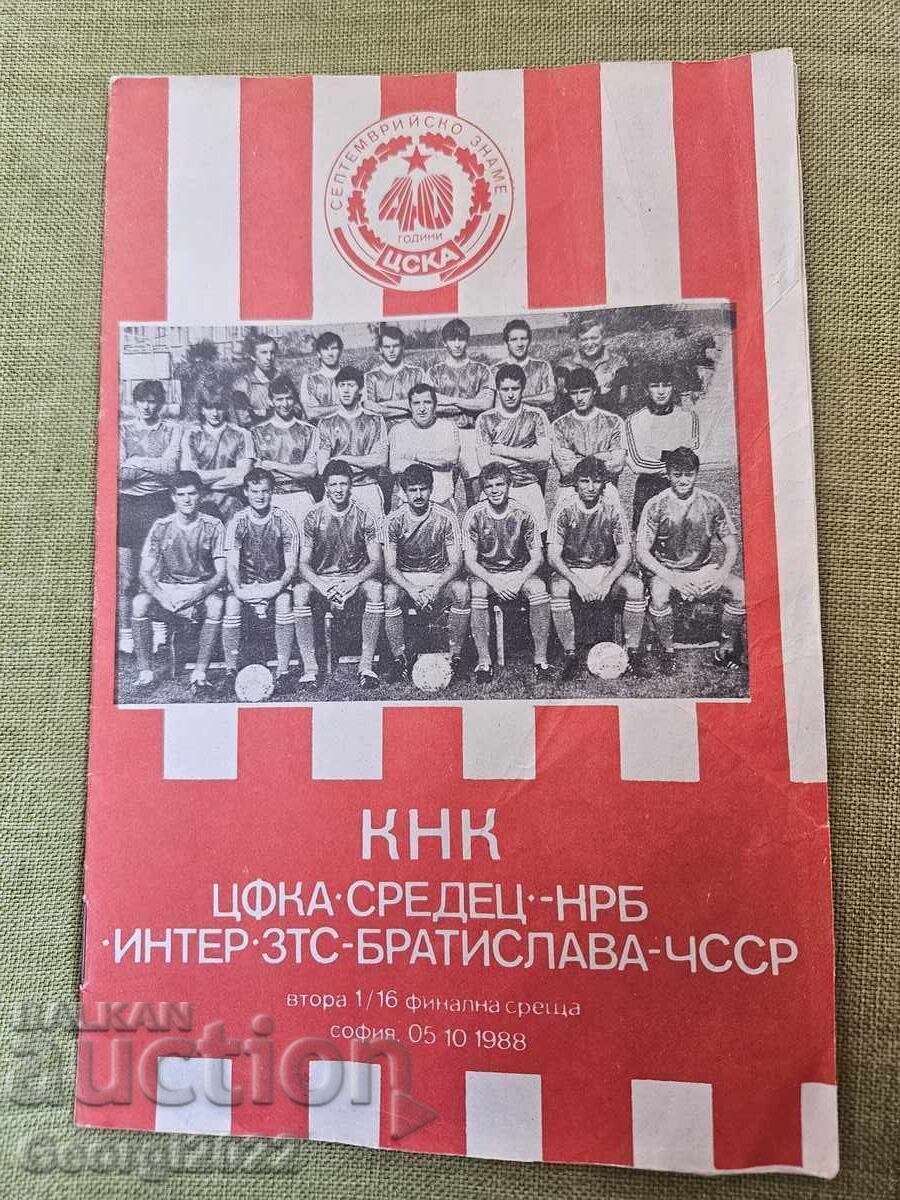 СЕПТЕМВРИЙСКО ЗНАМЕ
ГОДИНИ
ЦСКА
КНК
ЦФКА·СРЕДЕЦ·-НРБ
·ИНТЕР·ЗТС-БРАТИСЛАВА-ЧССР
втора 1/16 финална среща
софия, 05 10 1988
BALKAN
auction
Georgi2022